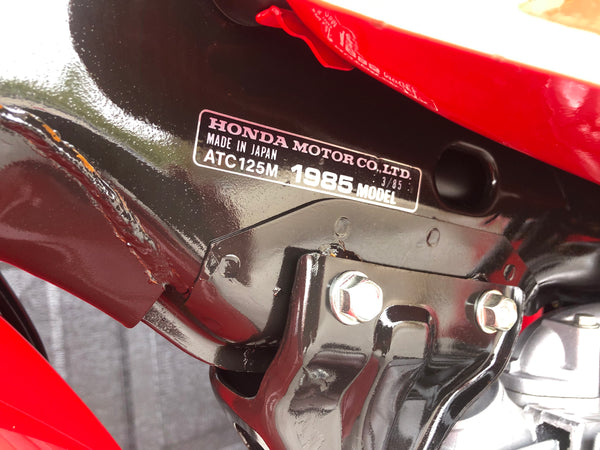 HONDA MOTOR CO.,LTD.
MADE IN JAPAN 3/85
ATC125M 1985 MODEL